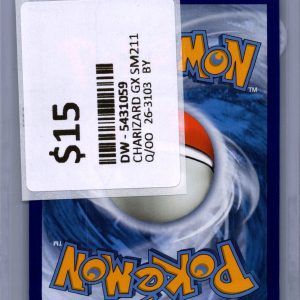 $15
DW - 5431059
CHARIZARD GX SM211
Q/OO 26-3103 BY
POKéMON
MON